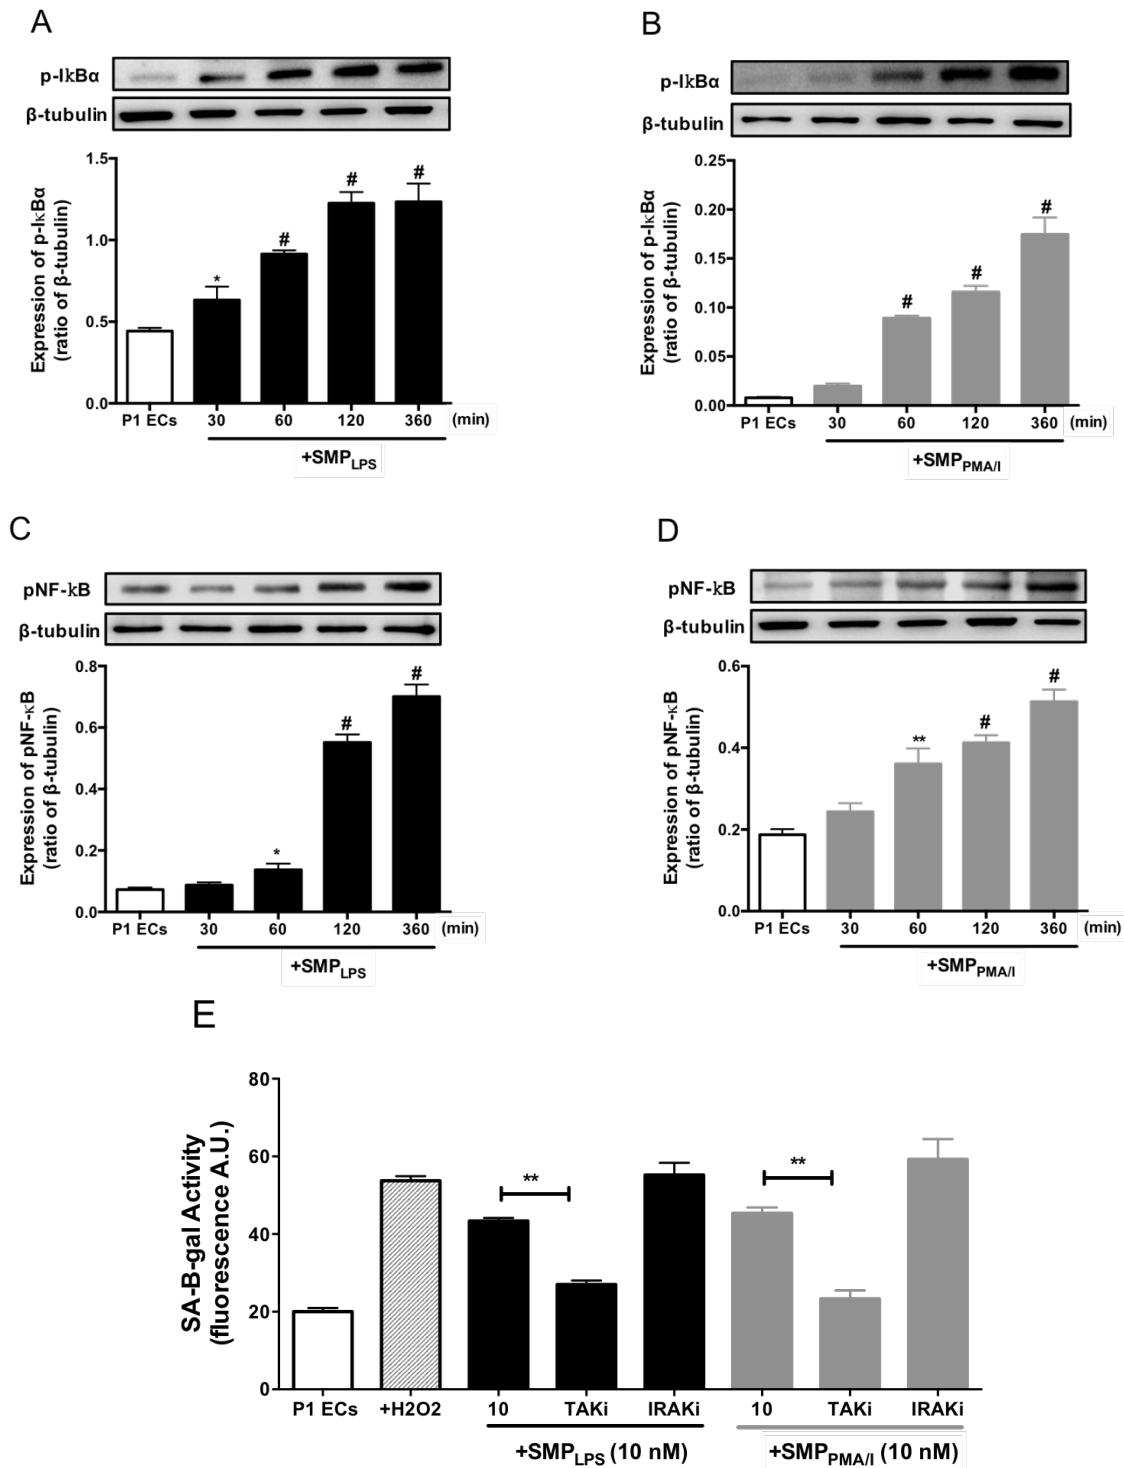 A
p-IƙBα
β-tubulin
Expression of p-IκBα
(ratio of β-tubulin)
1.5
1.0
0.5
0.0
*
#
#
#
P1 ECs 30 60 120 360 (min)
+SMPLPS
B
p-IƙBα
β-tubulin
Expression of p-IκBα
(ratio of β-tubulin)
0.25
0.20
0.15
0.10
0.05
0.00
#
#
#
P1 ECs 30 60 120 360 (min)
+SMPPMA/I
C
pNF-ƙB
β-tubulin
Expression of pNF-κB
(ratio of β-tubulin)
0.8
0.6
0.4
0.2
0.0
*
#
#
P1 ECs 30 60 120 360 (min)
+SMPLPS
D
pNF-ƙB
β-tubulin
Expression of pNF-κB
(ratio of β-tubulin)
0.6
0.4
0.2
0.0
**
#
#
P1 ECs 30 60 120 360 (min)
+SMPPMA/I
E
SA-B-gal Activity
(fluorescence A.U.)
80
60
40
20
0
**
**
P1 ECs +H2O2 10 TAKi IRAKi 10 TAKi IRAKi
+SMPLPS (10 nM) +SMPPMA/I (10 nM)